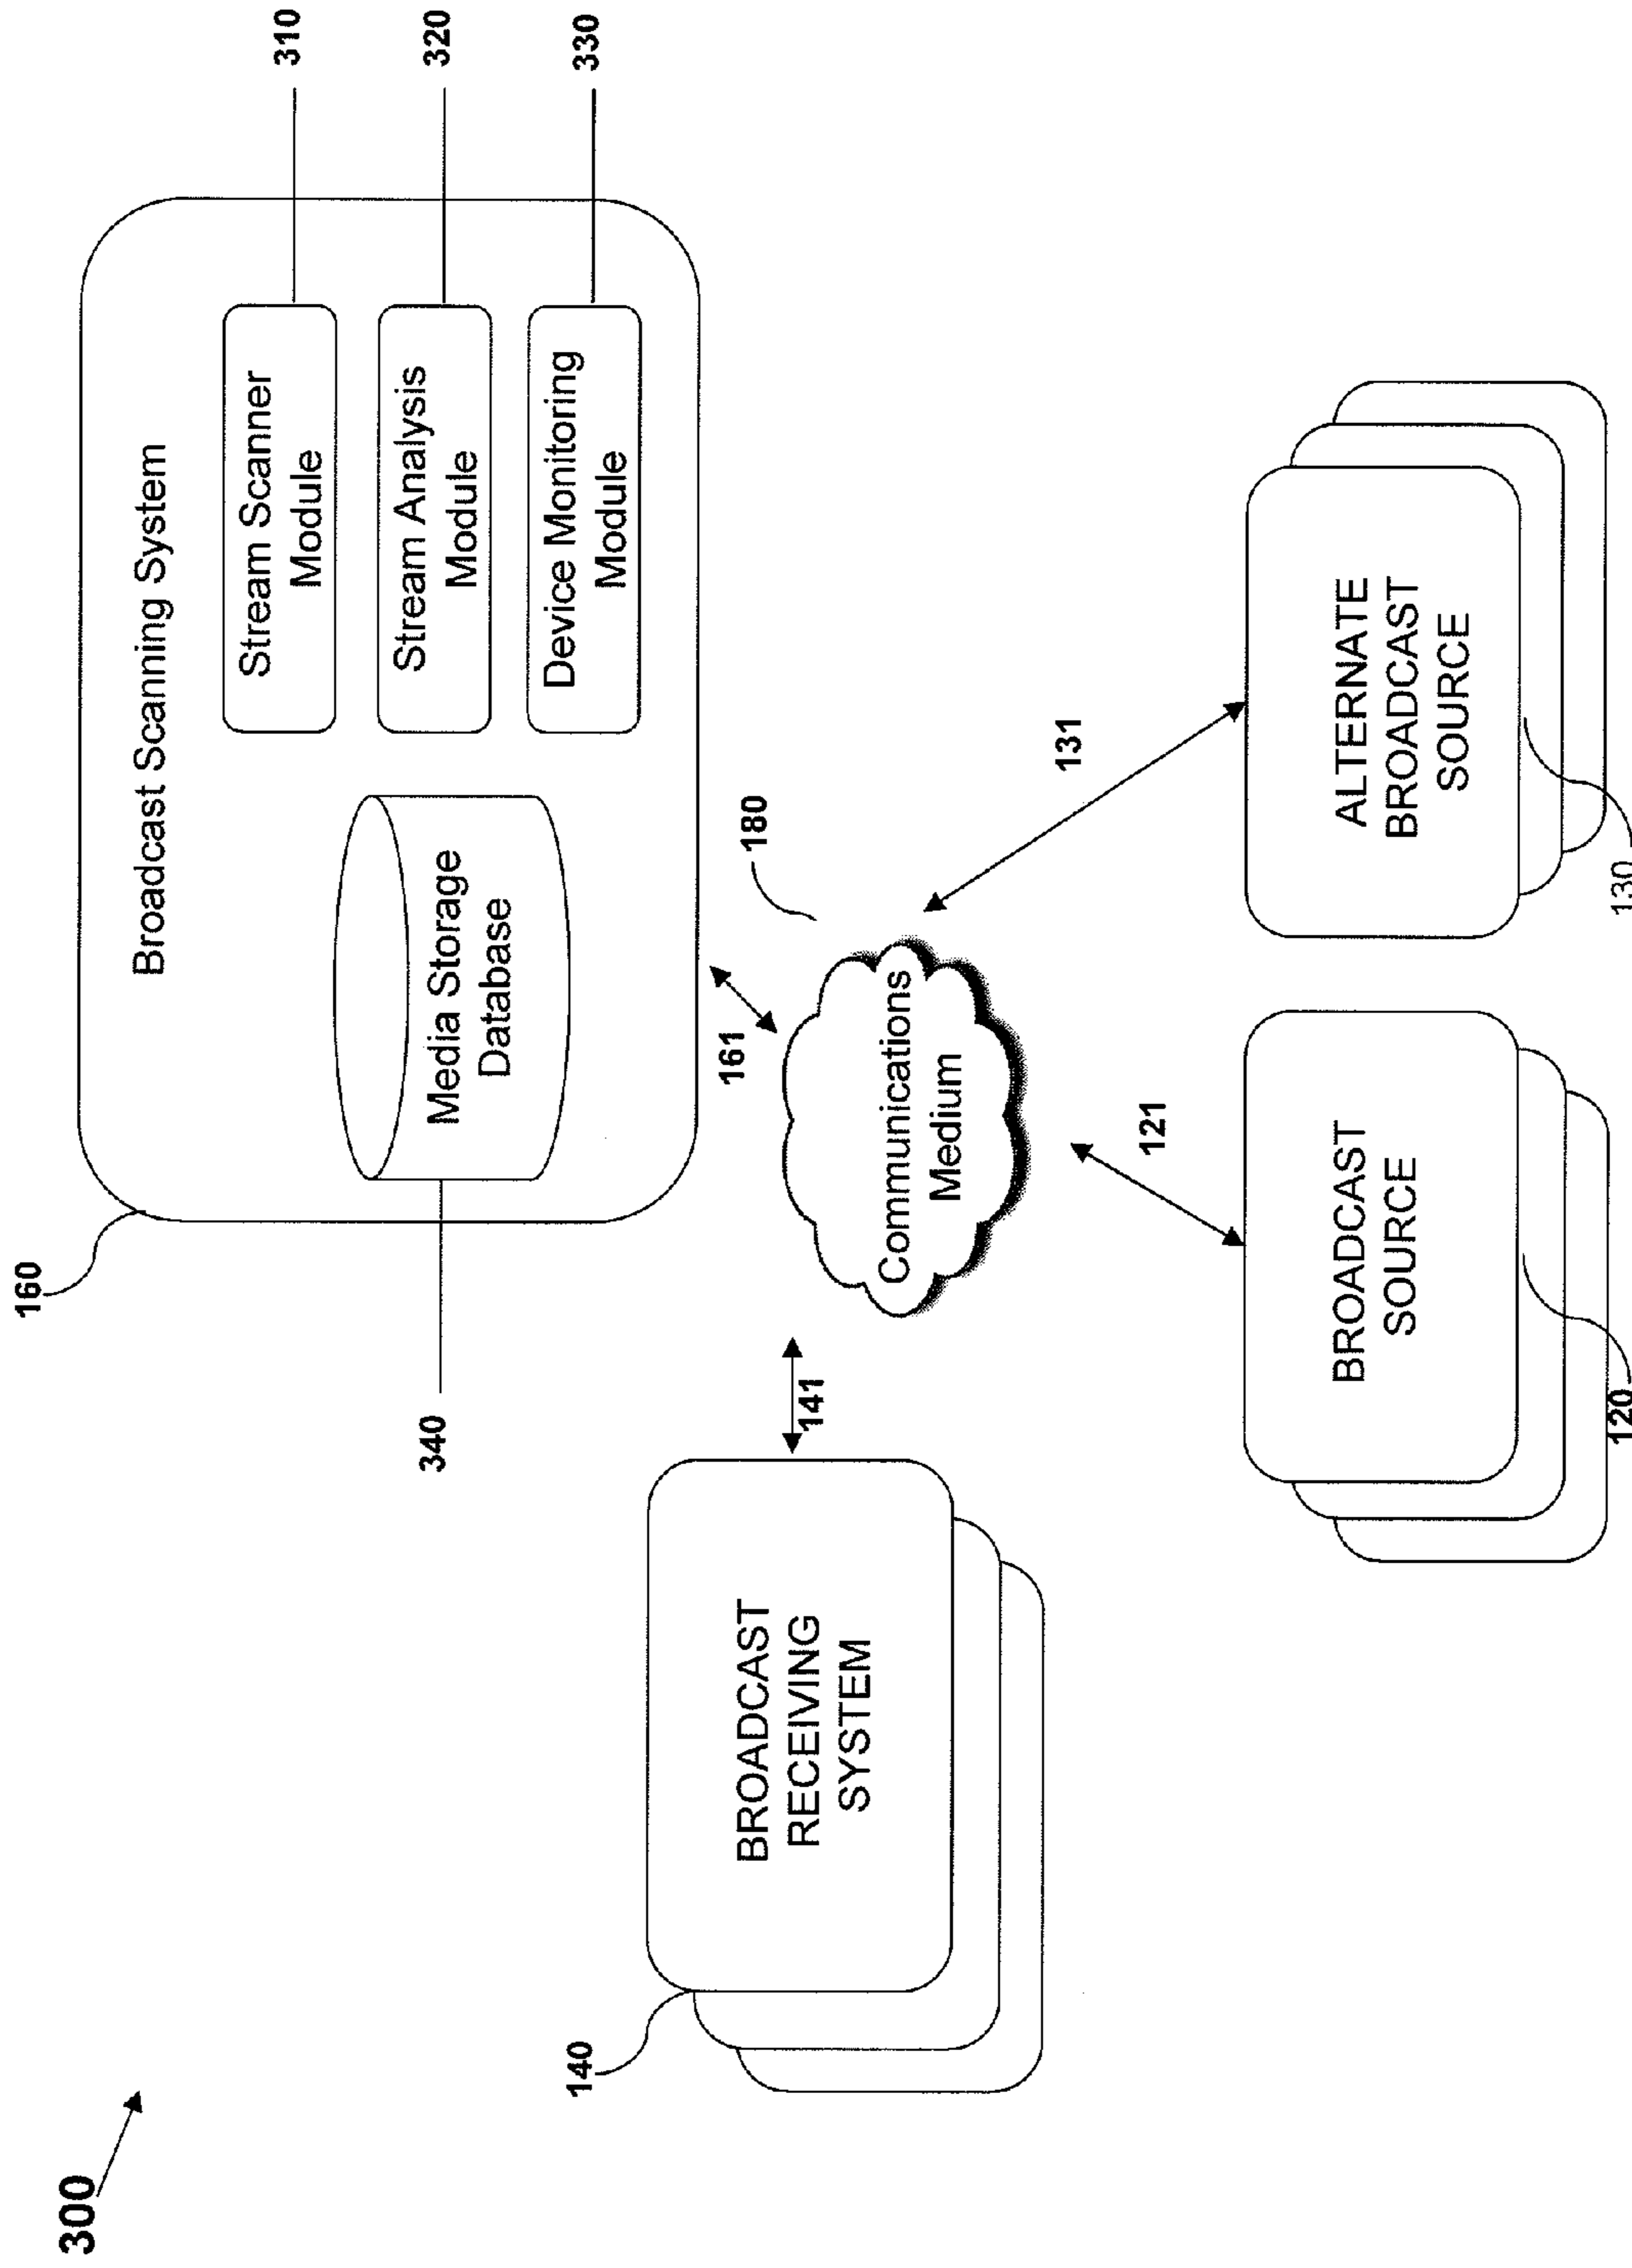 300
160
Broadcast Scanning System
340
Media Storage
Database
Stream Scanner
Module
310
Stream Analysis
Module
320
Device Monitoring
Module
330
140
BROADCAST
RECEIVING
SYSTEM
141
161
180
Communications
Medium
121
131
BROADCAST
SOURCE
120
ALTERNATE
BROADCAST
SOURCE
130